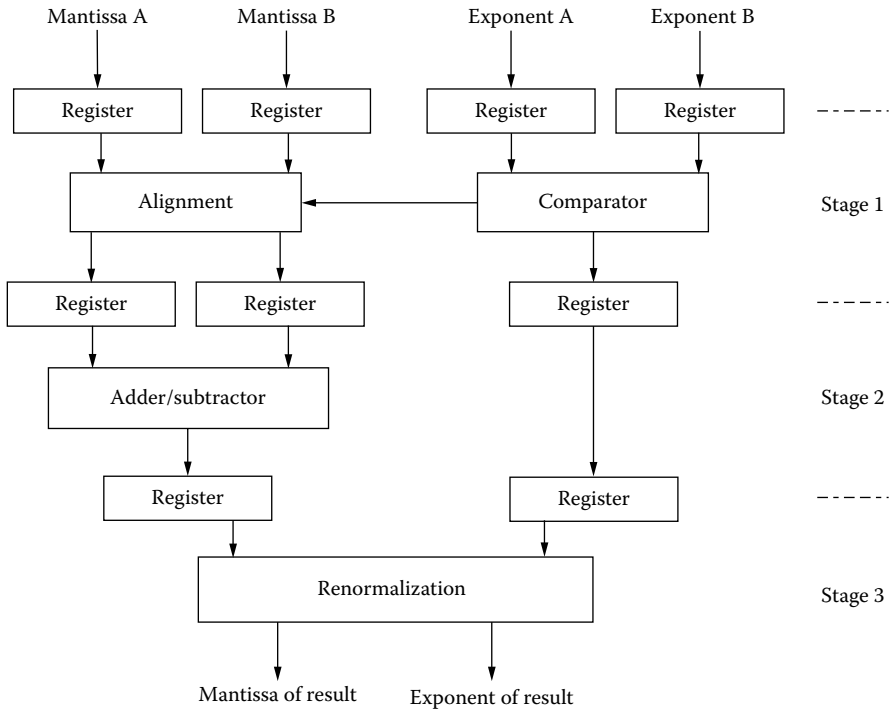 Mantissa A
Mantissa B
Exponent A
Exponent B
Register
Register
Register
Register
Alignment
Comparator
Stage 1
Register
Register
Register
Adder/subtractor
Stage 2
Register
Register
Renormalization
Stage 3
Mantissa of result
Exponent of result